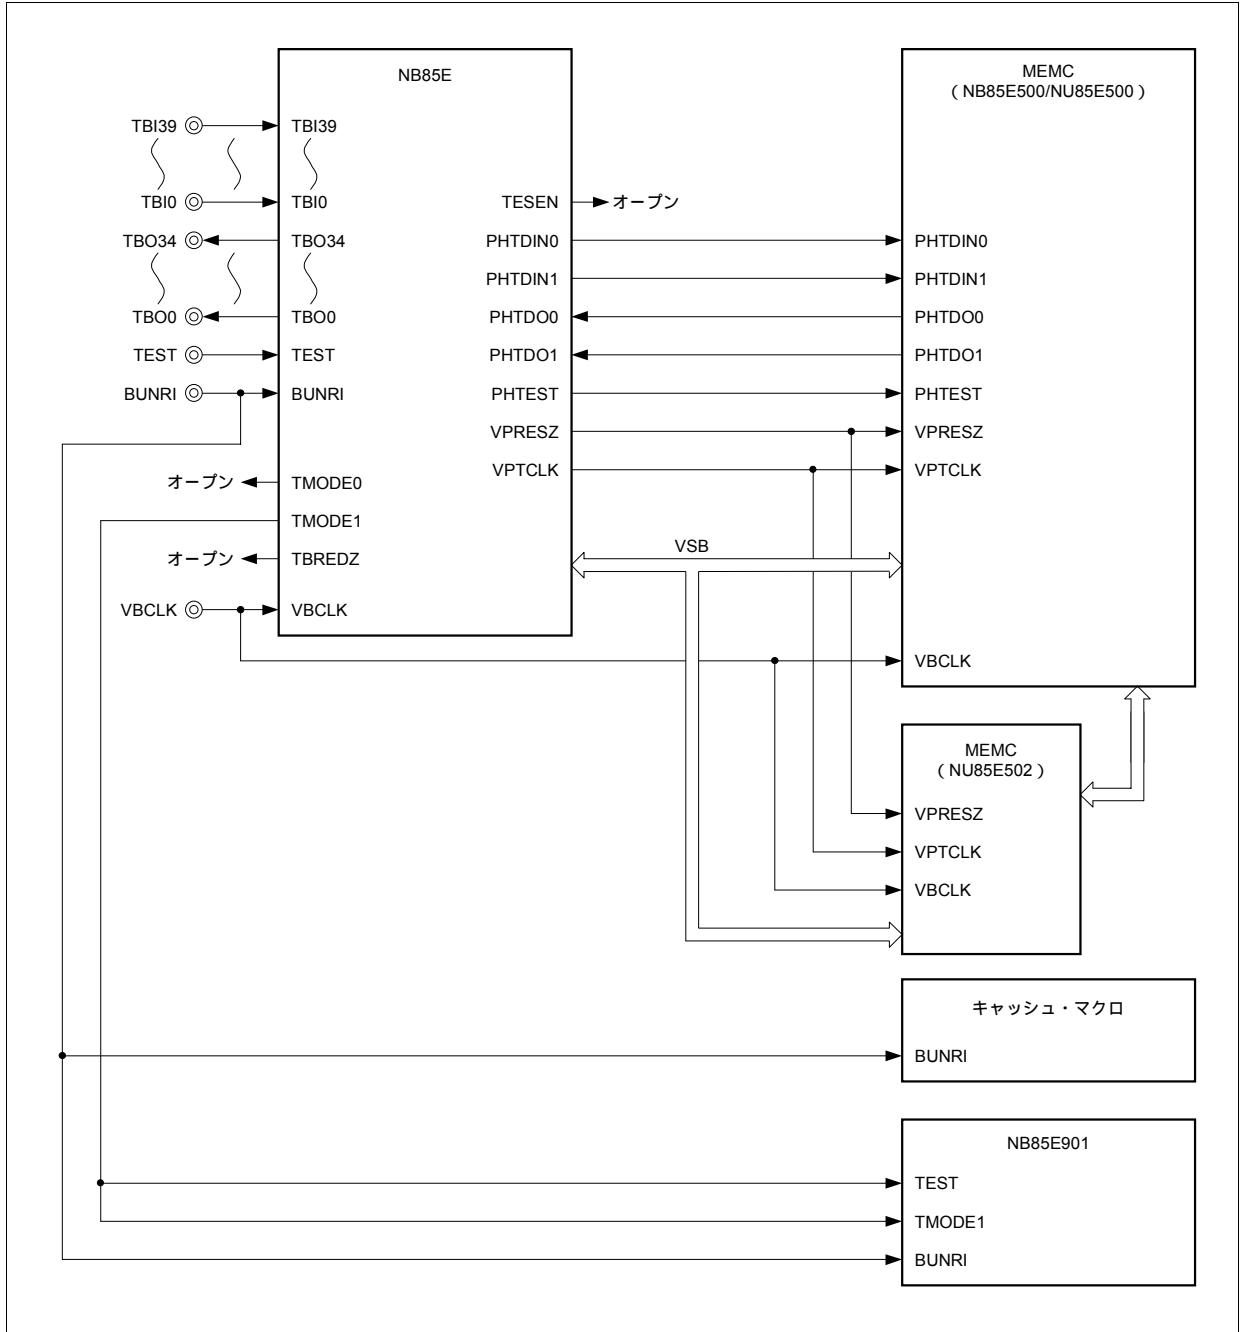 NB85E
MEMC
（NB85E500/NU85E500）
TBI39
TBI39
TBI0
TBI0
TESEN
オープン
TBO34
TBO34
PHTDIN0
PHTDIN0
PHTDIN1
PHTDIN1
TBO0
TBO0
PHTDO0
PHTDO0
TEST
TEST
PHTDO1
PHTDO1
BUNRI
BUNRI
PHTEST
PHTEST
VPRESZ
VPRESZ
VPTCLK
VPTCLK
オープン
TMODE0
TMODE1
VSB
オープン
TBREDZ
VBCLK
VBCLK
VBCLK
MEMC
（NU85E502）
VPRESZ
VPTCLK
VBCLK
キャッシュ・マクロ
BUNRI
NB85E901
TEST
TMODE1
BUNRI